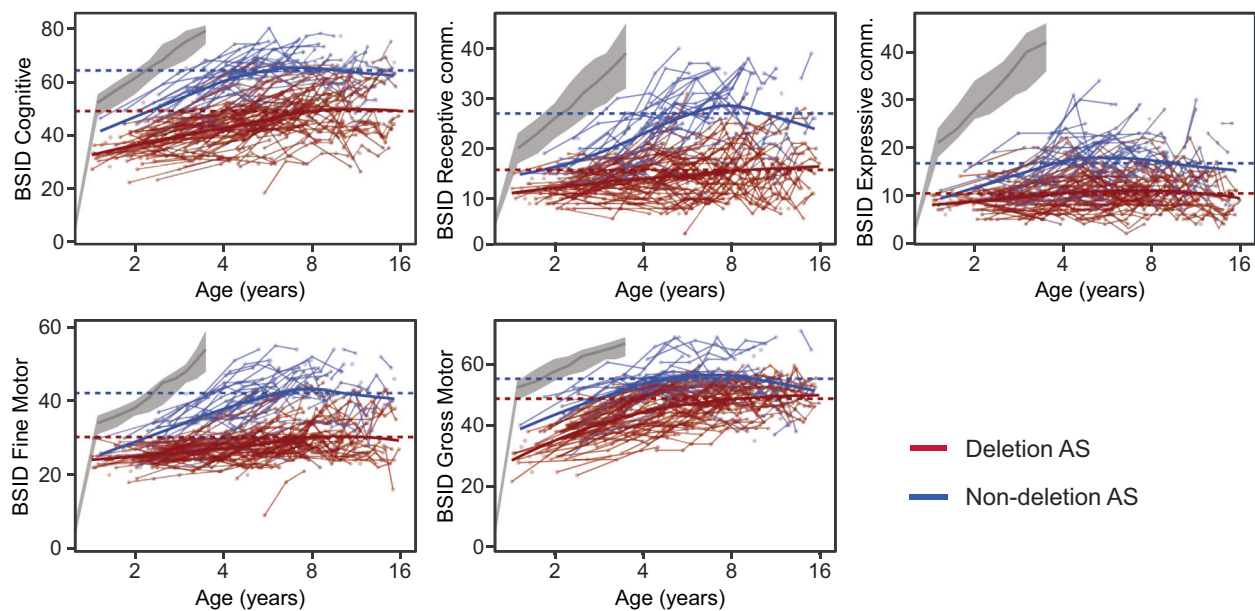 BSID Cognitive
80
60
40
20
0
2 4 8 16
Age (years)
BSID Receptive comm.
40
30
20
10
0
2 4 8 16
Age (years)
BSID Expressive comm.
40
30
20
10
0
2 4 8 16
Age (years)
BSID Fine Motor
60
40
20
0
2 4 8 16
Age (years)
BSID Gross Motor
60
40
20
0
2 4 8 16
Age (years)
Deletion AS
Non-deletion AS